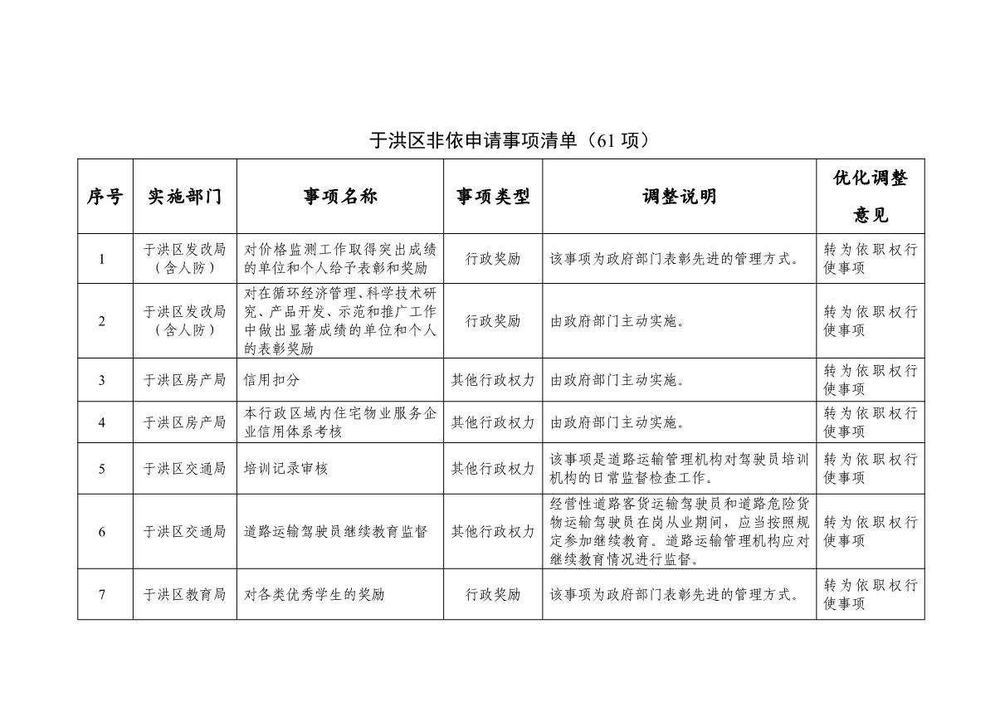 于洪区非依申请事项清单（61 项）
序号
实施部门
事项名称
事项类型
调整说明
优化调整
意见
1
于洪区发改局
（含人防）
对价格监测工作取得突出成绩
的单位和个人给予表彰和奖励
行政奖励
该事项为政府部门表彰先进的管理方式。
转为依职权行
使事项
2
于洪区发改局
（含人防）
对在循环经济管理、科学技术研
究、产品开发、示范和推广工作
中做出显著成绩的单位和个人
的表彰奖励
行政奖励
由政府部门主动实施。
转为依职权行
使事项
3
于洪区房产局
信用扣分
其他行政权力
由政府部门主动实施。
转为依职权行
使事项
4
于洪区房产局
本行政区域内住宅物业服务企
业信用体系考核
其他行政权力
由政府部门主动实施。
转为依职权行
使事项
5
于洪区交通局
培训记录审核
其他行政权力
该事项是道路运输管理机构对驾驶员培训
机构的日常监督检查工作。
转为依职权行
使事项
6
于洪区交通局
道路运输驾驶员继续教育监督
其他行政权力
经营性道路客货运输驾驶员和道路危险货
物运输驾驶员在岗从业期间，应当按照规
定参加继续教育。道路运输管理机构应对
继续教育情况进行监督。
转为依职权行
使事项
7
于洪区教育局
对各类优秀学生的奖励
行政奖励
该事项为政府部门表彰先进的管理方式。
转为依职权行
使事项